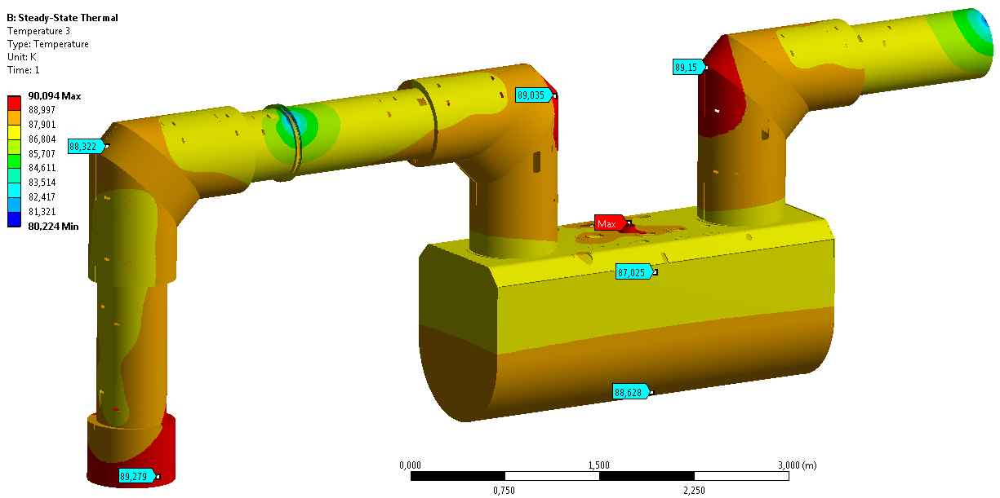 B: Steady-State Thermal
Temperature 3
Type: Temperature
Unit: K
Time: 1
90,094 Max
88,997
87,901
86,804
85,707
84,611
83,514
82,417
81,321
80,224 Min
88,322
89,035
89,15
Max
87,025
88,628
89,279
0,000
1,500
3,000 (m)
0,750
2,250